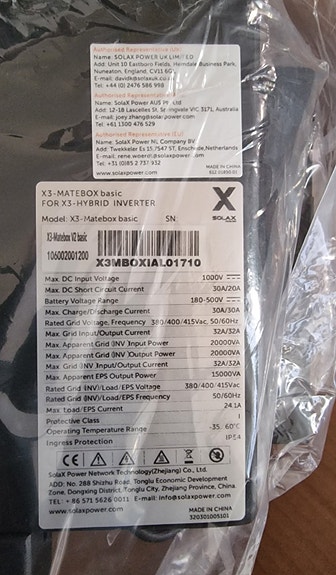 Authorised Representative (UK)
Name: SOLAX POWER UK LIMITED
Add: Unit 10 Eastboro Fields, Hemdale Business Park,
Nuneaton, England, CV11 6GL
E-mail:
Tel: +44 (0) 2476 586 998
Authorised Representative
Name: SolaX Power AUS Pty Ltd
Add: L2-18 Lascelles St, Springvale VIC 3171, Australia
E-mail: joey.zhang@solaxpower.com
Tel: +61 1300 476 529
Authorised Representative (EU)
Name: SolaX Power NL Company BV
Add: Twekkeler Es 15,7547 ST, Enschede,Netherlands
E-mail:
Tel: +31 (0)85 2 737 932
www.solaxpower.com
MADE IN CHINA
X3-MATEBOX basic
FOR X3-HYBRID INVERTER
SOLAX
Model: X3-Matebox basic SN:
X3-Matebox V2 basic
106002001200
X3MBOXIAL01710
Max. DC Input Voltage 1000V
Max. DC Short Circuit Current 30A/20A
Battery Voltage Range 180-500V
Max. Charge/Discharge Current 30A/30A
Rated Grid Voltage, Frequency 380/400/415Vac, 50/60Hz
Max. Grid Input/Output Current 32A/32A
Max. Apparent Grid (INV )Input Power 20000VA
Max. Apparent Grid (INV )Output Power 20000VA
Max. Grid (INV )Input/Output Current 32A/32A
Max. Apparent EPS Output Power 15000VA
Rated Grid (INV)/Load/EPS Voltage 380/400/415Vac
Rated Grid (INV)/Load/EPS Frequency 50/60Hz
Max. Load/EPS Current 24.1A
Protective Class I
Operating Temperature Range -35 60℃
Ingress Protection IP54
SolaX Power Network Technology(Zhejiang) Co., Ltd.
ADD: No. 288 Shizhu Road, Tonglu Economic Development
Zone, Dongxing District, Tonglu City, Zhejiang Province, China.
TEL: + 86 571 5626 0011 E-mail: info@solaxpower.com
www.solaxpower.com MADE IN CHINA
320301005101